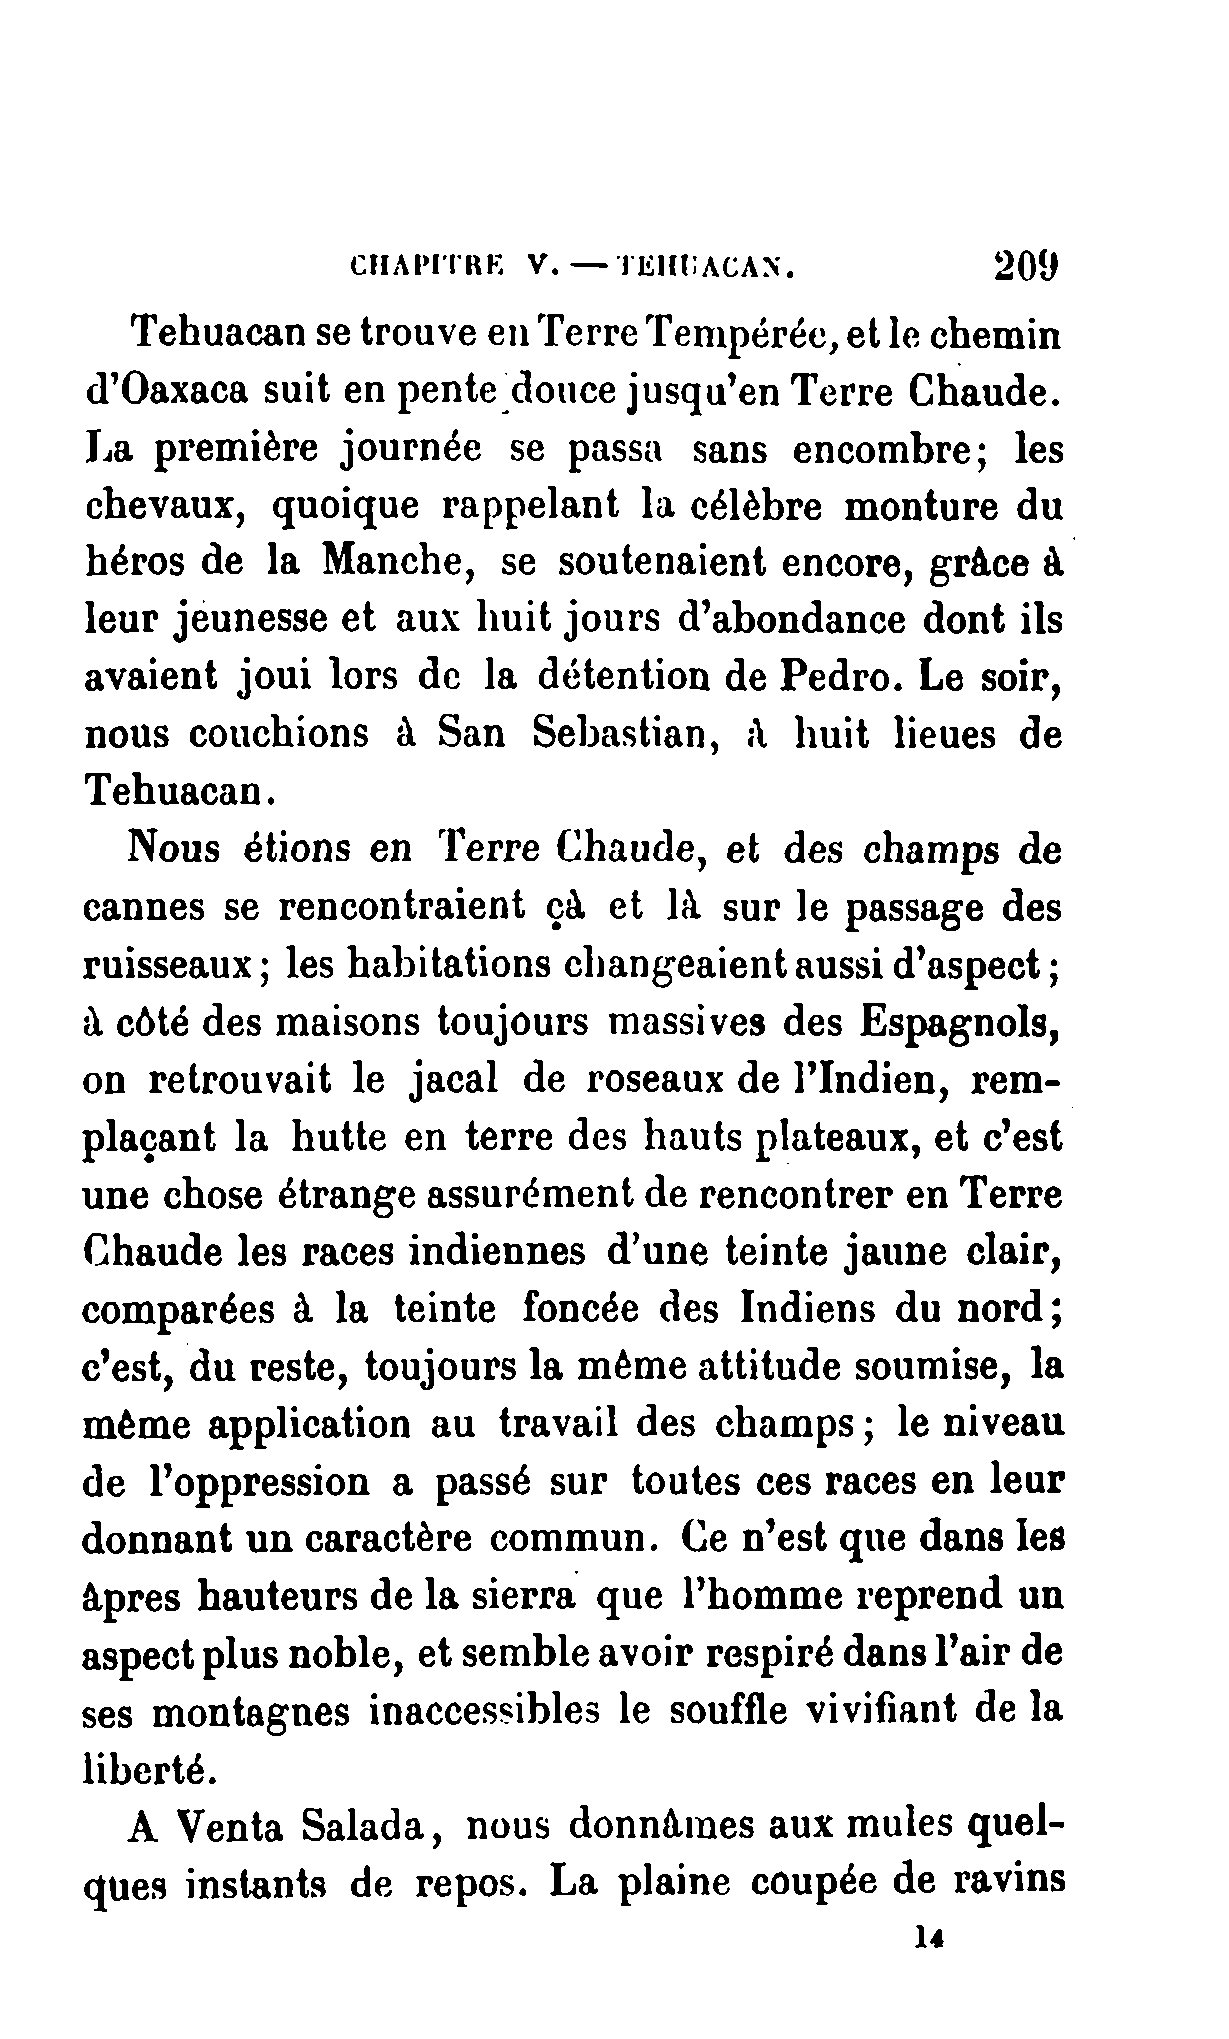 CHAPITRE V. — TEHUACAN. 209
Tehuacan se trouve en Terre Tempérée, et le chemin
d'Oaxaca suit en pente douce jusqu'en Terre Chaude.
La première journée se passa sans encombre; les
chevaux, quoique rappelant la célèbre monture du
héros de la Manche, se soutenaient encore, grâce à
leur jeunesse et aux huit jours d'abondance dont ils
avaient joui lors de la détention de Pedro. Le soir,
nous couchions à San Sebastian, à huit lieues de
Tehuacan.
Nous étions en Terre Chaude, et des champs de
cannes se rencontraient çà et là sur le passage des
ruisseaux; les habitations changeaient aussi d'aspect;
à côté des maisons toujours massives des Espagnols,
on retrouvait le jacal de roseaux de l'Indien, rem-
plaçant la hutte en terre des hauts plateaux, et c'est
une chose étrange assurément de rencontrer en Terre
Chaude les races indiennes d'une teinte jaune clair,
comparées à la teinte foncée des Indiens du nord;
c'est, du reste, toujours la même attitude soumise, la
même application au travail des champs; le niveau
de l'oppression a passé sur toutes ces races en leur
donnant un caractère commun. Ce n'est que dans les
âpres hauteurs de la sierra que l'homme reprend un
aspect plus noble, et semble avoir respiré dans l'air de
ses montagnes inaccessibles le souffle vivifiant de la
liberté.
A Venta Salada, nous donnâmes aux mules quel-
ques instants de repos. La plaine coupée de ravins
14